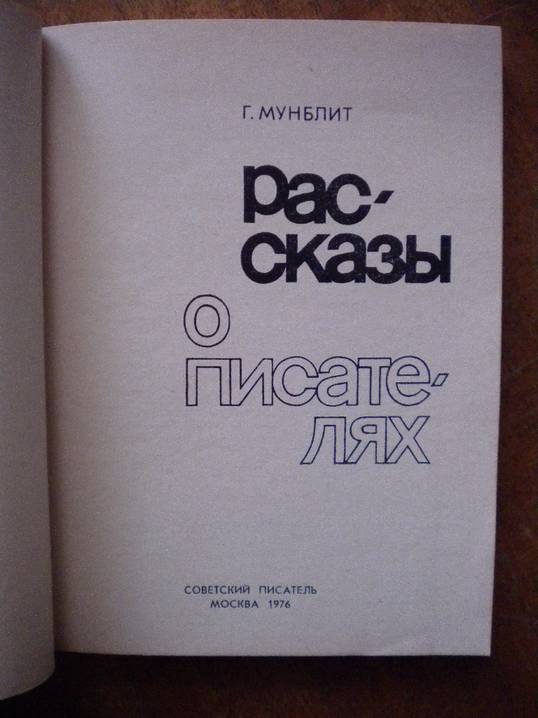 Г. МУНБЛИТ
рас-
сказы
о
писате-
лях
СОВЕТСКИЙ ПИСАТЕЛЬ
МОСКВА 1976